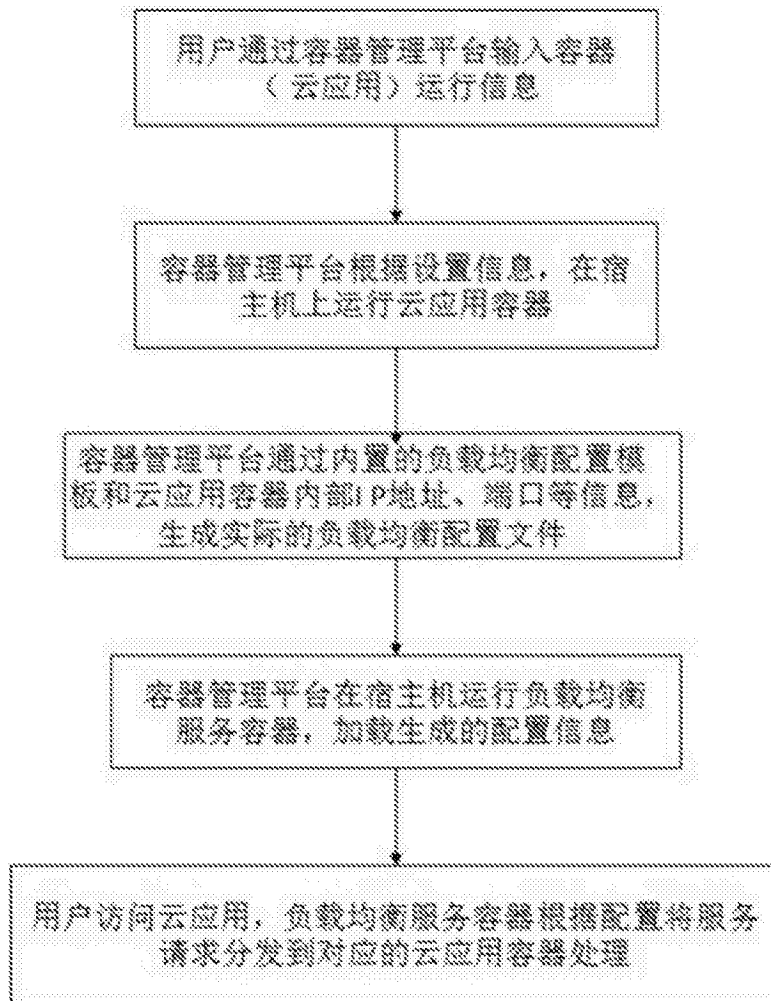 用户通过容器管理平台输入容器
（云应用）运行信息
容器管理平台根据设置信息，在宿
主机上运行云应用容器
容器管理平台通过内置的负载均衡配置模
板和云应用容器内部IP地址、端口等信息，
生成实际的负载均衡配置文件
容器管理平台在宿主机运行负载均衡
服务容器，加载生成的配置信息
用户访问云应用，负载均衡服务容器根据配置将服务
请求分发到对应的云应用容器处理